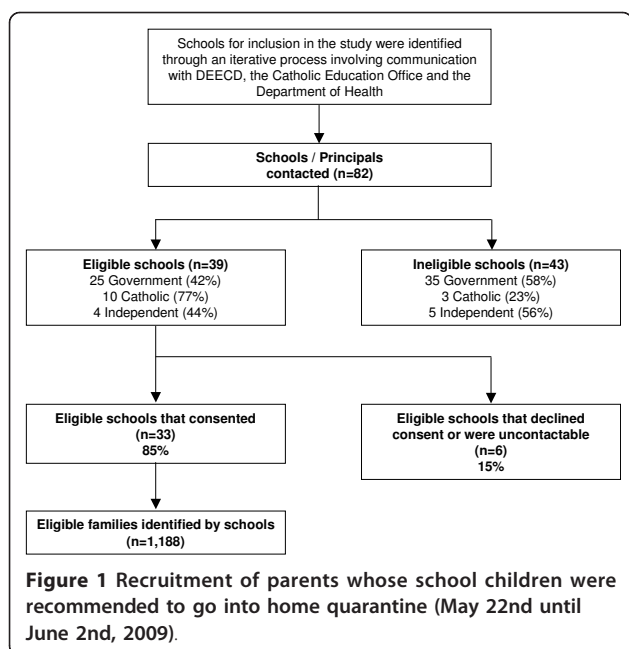 Schools for inclusion in the study were identified
through an iterative process involving communication
with DEECD, the Catholic Education Office and the
Department of Health
Schools / Principals
contacted (n=82)
Eligible schools (n=39)
25 Government (42%)
10 Catholic (77%)
4 Independent (44%)
Ineligible schools (n=43)
35 Government (58%)
3 Catholic (23%)
5 Independent (56%)
Eligible schools that consented
(n=33)
85%
Eligible schools that declined
consent or were uncontactable
(n=6)
15%
Eligible families identified by schools
(n=1,188)
Figure 1 Recruitment of parents whose school children were
recommended to go into home quarantine (May 22nd until
June 2nd, 2009).